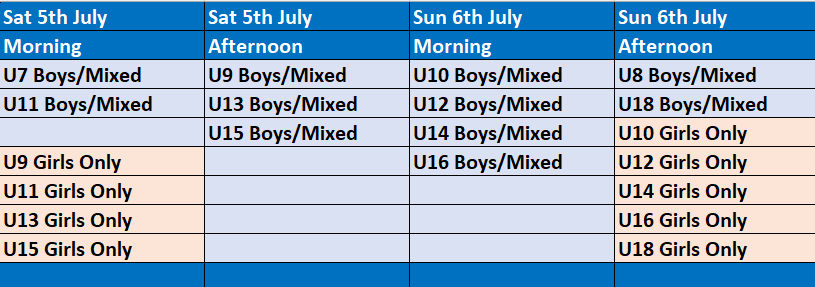 Sat 5th July Sat 5th July Sun 6th July Sun 6th July
Morning Afternoon Morning Afternoon
U7 Boys/Mixed U9 Boys/Mixed U10 Boys/Mixed U8 Boys/Mixed
U11 Boys/Mixed U13 Boys/Mixed U12 Boys/Mixed U18 Boys/Mixed
U15 Boys/Mixed U14 Boys/Mixed U10 Girls Only
U9 Girls Only U16 Boys/Mixed U12 Girls Only
U11 Girls Only U14 Girls Only
U13 Girls Only U16 Girls Only
U15 Girls Only U18 Girls Only